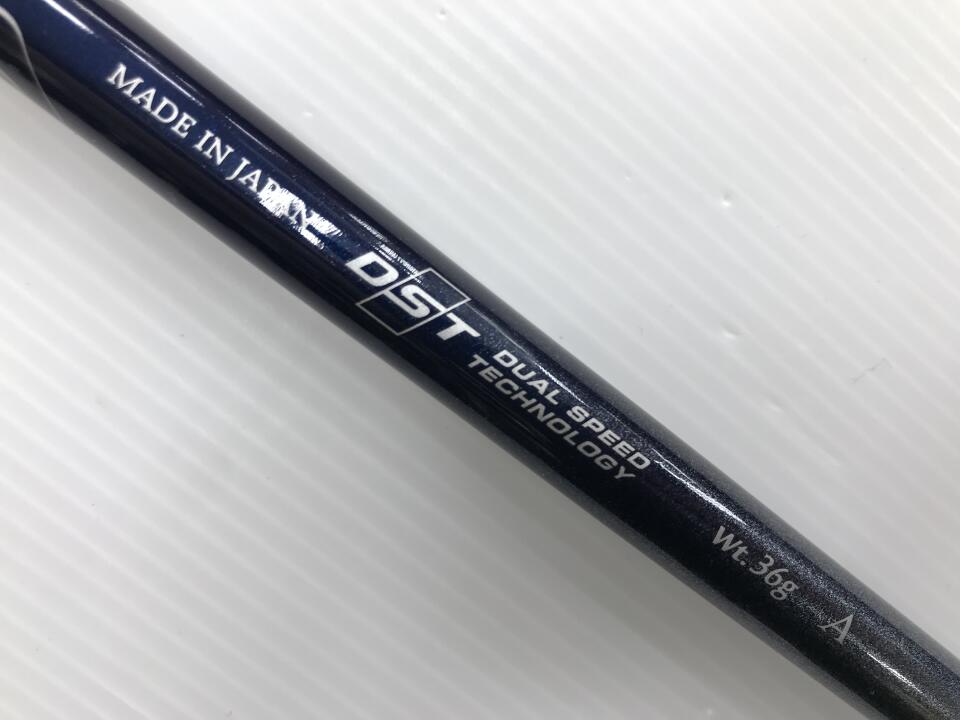 MADE IN JAPAN
DST
DUAL SPEED
TECHNOLOGY
Wt. 36g A